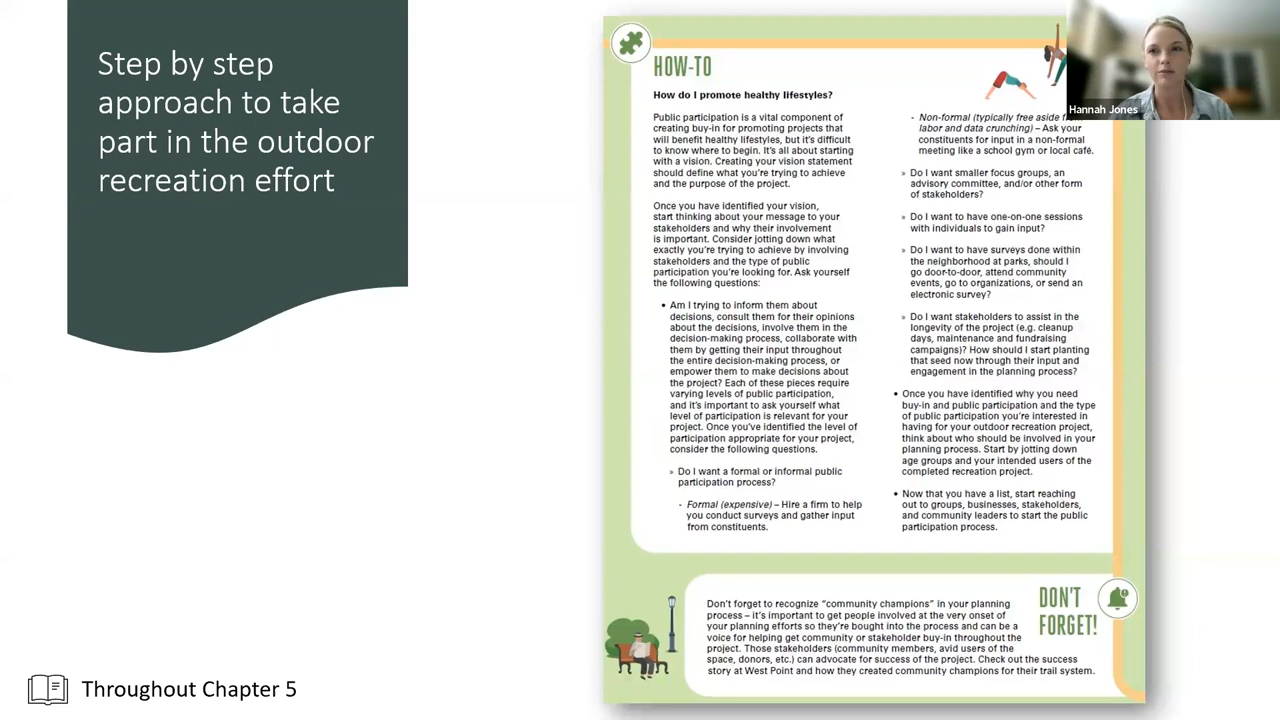 Step by step
approach to take
part in the outdoor
recreation effort
Throughout Chapter 5
HOW-TO
How do I promote healthy lifestyles?
Public participation is a vital component of
creating buy-in for promoting projects that
will benefit healthy lifestyles, but it's difficult
to know where to begin. It's all about starting
with a vision. Creating your vision statement
should define what you're trying to achieve
and the purpose of the project.
Once you have identified your vision,
start thinking about your message to your
stakeholders and why their involvement
is important. Consider jotting down what
exactly you're trying to achieve by involving
stakeholders and the type of public
participation you're looking for. Ask yourself
the following questions:
• Am I trying to inform them about
decisions, consult them for their opinions
about the decisions, involve them in the
decision-making process, collaborate with
them by getting their input throughout
the entire decision-making process, or
empower them to make decisions about
the project? Each of these pieces require
varying levels of public participation,
and it's important to ask yourself what
level of participation is relevant for your
project. Once you've identified the level of
participation appropriate for your project,
consider the following questions.
» Do I want a formal or informal public
participation process?
- Formal (expensive) – Hire a firm to help
you conduct surveys and gather input
from constituents.
- Non-formal (typically free aside
labor and data crunching) – Ask your
constituents for input in a non-formal
meeting like a school gym or local café.
» Do I want smaller focus groups, an
advisory committee, and/or other form
of stakeholders?
» Do I want to have one-on-one sessions
with individuals to gain input?
» Do I want to have surveys done within
the neighborhood at parks, should I
go door-to-door, attend community
events, go to organizations, or send an
electronic survey?
» Do I want stakeholders to assist in the
longevity of the project (e.g. cleanup
days, maintenance and fundraising
campaigns)? How should I start planting
that seed now through their input and
engagement in the planning process?
• Once you have identified why you need
buy-in and public participation and the type
of public participation you're interested in
having for your outdoor recreation project,
think about who should be involved in your
planning process. Start by jotting down
age groups and your intended users of the
completed recreation project.
• Now that you have a list, start reaching
out to groups, businesses, stakeholders,
and community leaders to start the public
participation process.
Don't forget to recognize “community champions” in your planning
process – it's important to get people involved at the very onset of
your planning efforts so they're bought into the process and can be a
voice for helping get community or stakeholder buy-in throughout the
project. Those stakeholders (community members, avid users of the
space, donors, etc.) can advocate for success of the project. Check out the success
story at West Point and how they created community champions for their trail system.
DON'T
FORGET!
Hannah Jones